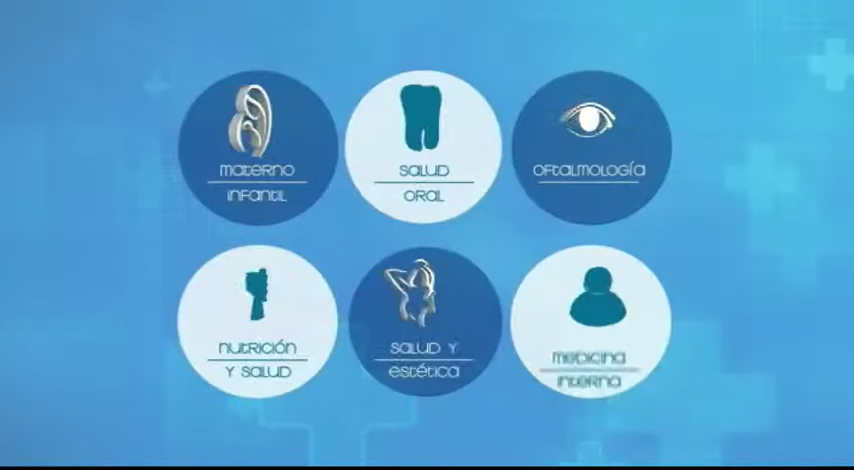 materno
infantil
salud
oral
oftalmología
nutrición
y salud
salud y
estética
medicina
interna